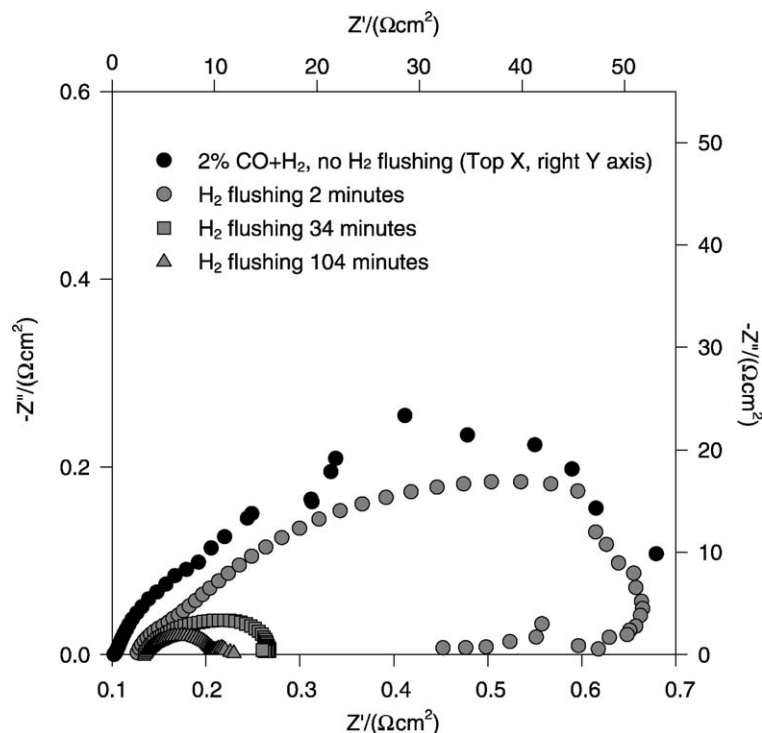 Z'/(Ωcm²)
0 10 20 30 40 50
0.6
0.4
0.2
0.0
-Z"/(Ωcm²)
2% CO+H₂, no H₂ flushing (Top X, right Y axis)
H₂ flushing 2 minutes
H₂ flushing 34 minutes
H₂ flushing 104 minutes
50
40
30
20
10
0
-Z"/(Ωcm²)
0.1 0.2 0.3 0.4 0.5 0.6 0.7
Z'/(Ωcm²)